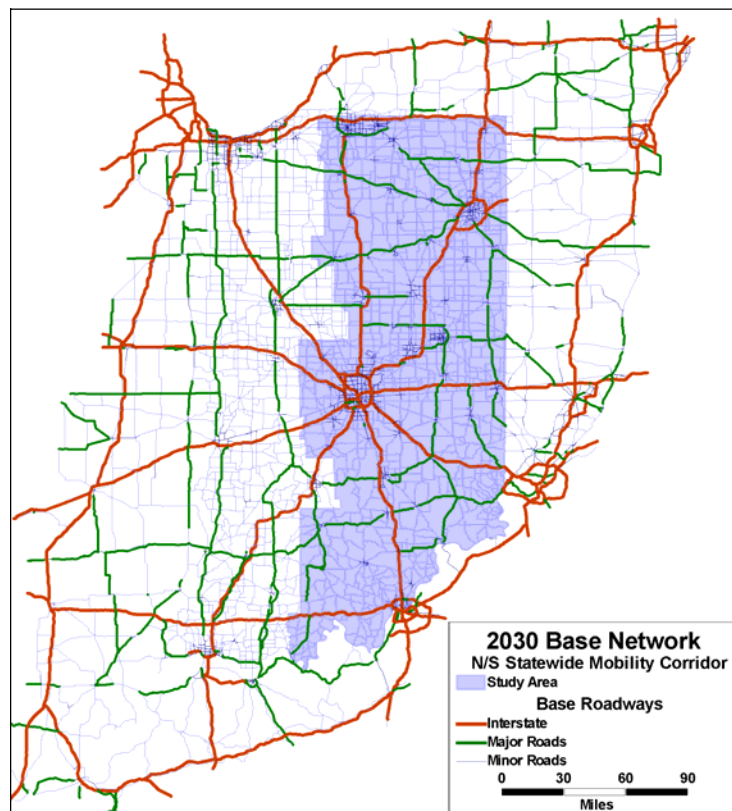 2030 Base Network
N/S Statewide Mobility Corridor
Study Area
Base Roadways
Interstate
Major Roads
Minor Roads
0 30 60 90
Miles